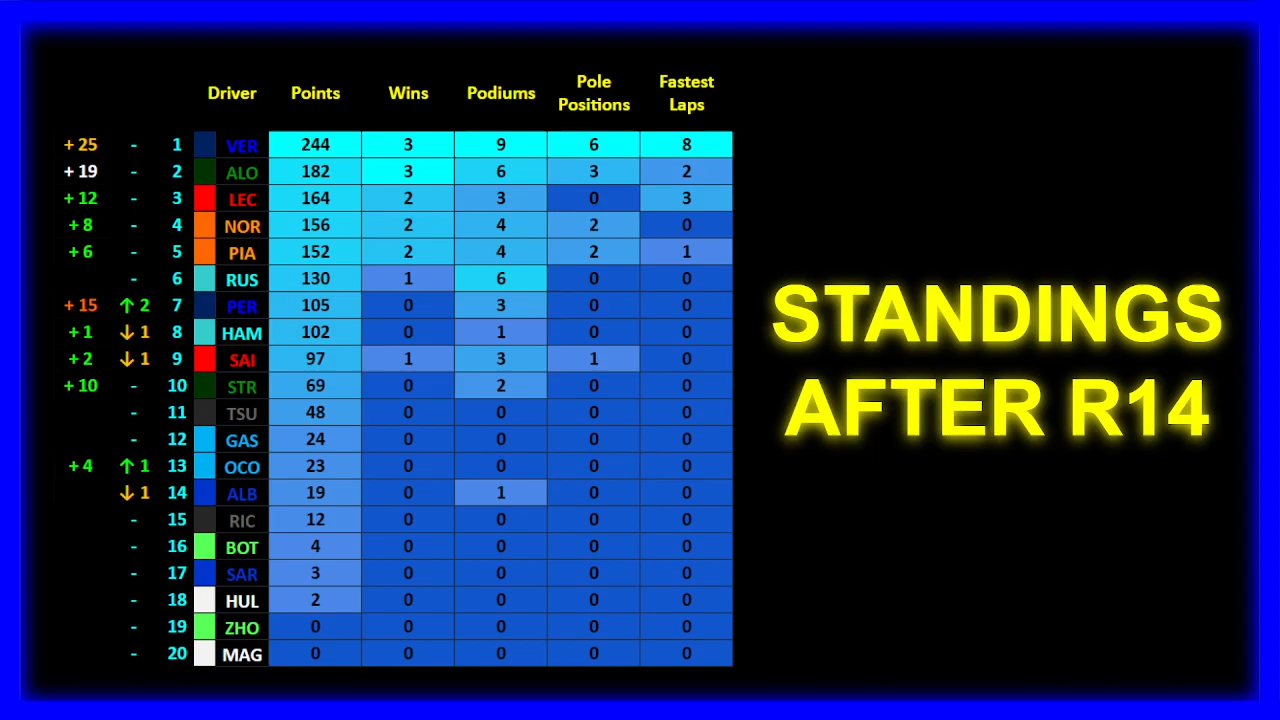 Driver Points Wins Podiums Pole Positions Fastest Laps
+ 25 - 1 VER 244 3 9 6 8
+ 19 - 2 ALO 182 3 6 3 2
+ 12 - 3 LEC 164 2 3 0 3
+ 8 - 4 NOR 156 2 4 2 0
+ 6 - 5 PIA 152 2 4 2 1
- 6 RUS 130 1 6 0 0
+ 15 ↑ 2 7 PER 105 0 3 0 0
+ 1 ↓ 1 8 HAM 102 0 1 0 0
+ 2 ↓ 1 9 SAI 97 1 3 1 0
+ 10 - 10 STR 69 0 2 0 0
- 11 TSU 48 0 0 0 0
- 12 GAS 24 0 0 0 0
+ 4 ↑ 1 13 OCO 23 0 0 0 0
↓ 1 14 ALB 19 0 1 0 0
- 15 RIC 12 0 0 0 0
- 16 BOT 4 0 0 0 0
- 17 SAR 3 0 0 0 0
- 18 HUL 2 0 0 0 0
- 19 ZHO 0 0 0 0 0
- 20 MAG 0 0 0 0 0
STANDINGS
AFTER R14